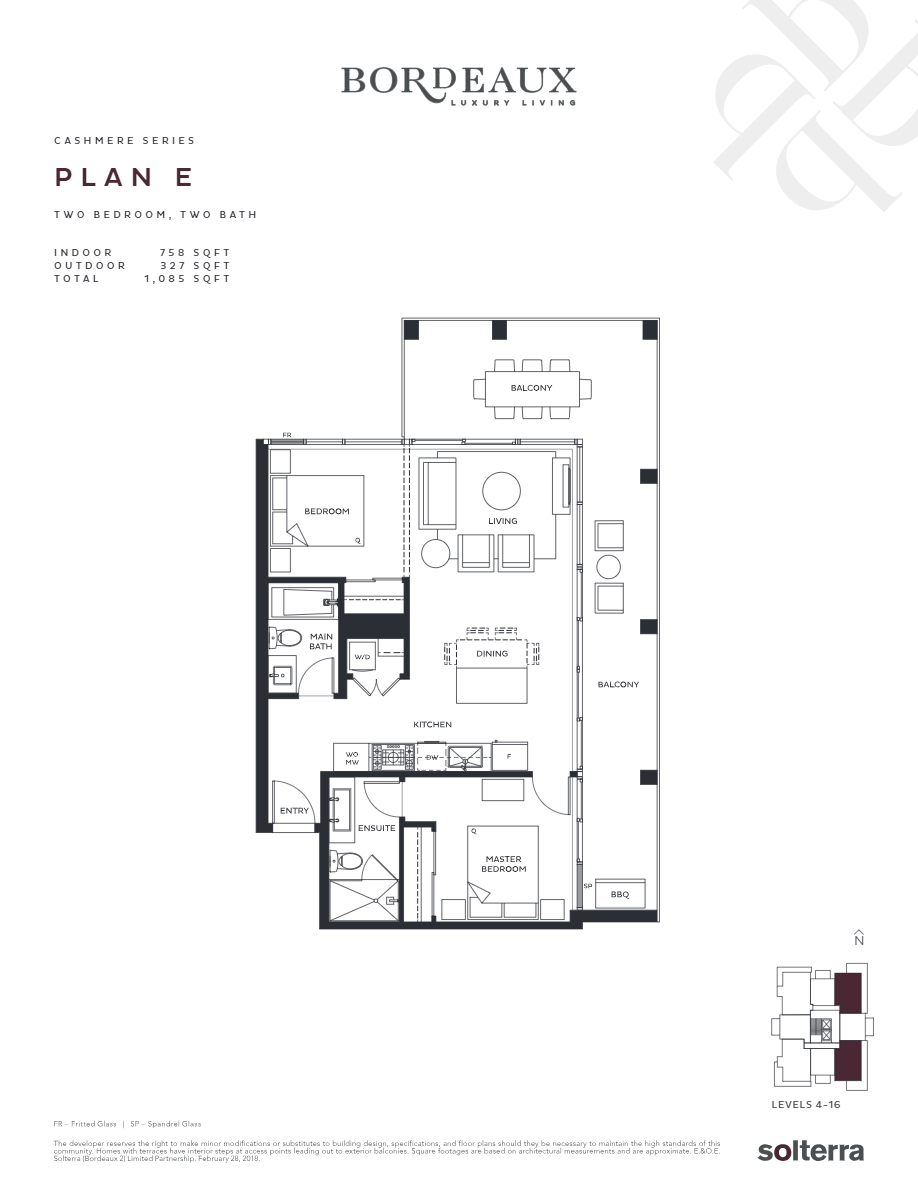 BORDEAUX
LUXURY LIVING
CASHMERE SERIES
PLAN E
TWO BEDROOM, TWO BATH
INDOOR 758 SQFT
OUTDOOR 327 SQFT
TOTAL 1,085 SQFT
BALCONY
FR
BEDROOM
LIVING
MAIN
BATH
W/D
DINING
BALCONY
KITCHEN
WO
MW
DW
F
ENTRY
ENSUITE
MASTER
BEDROOM
SP
BBQ
Q
Q
N
LEVELS 4-16
FR - Fritted Glass | SP - Spandrel Glass
The developer reserves the right to make minor modifications or substitutes to building design, specifications, and floor plans should they be necessary to maintain the high standards of this
community. Homes with terraces have interior steps at access points leading out to exterior balconies. Square footages are based on architectural measurements and are approximate. E.&O.E.
Solterra (Bordeaux 2) Limited Partnership. February 28, 2018.
solterra